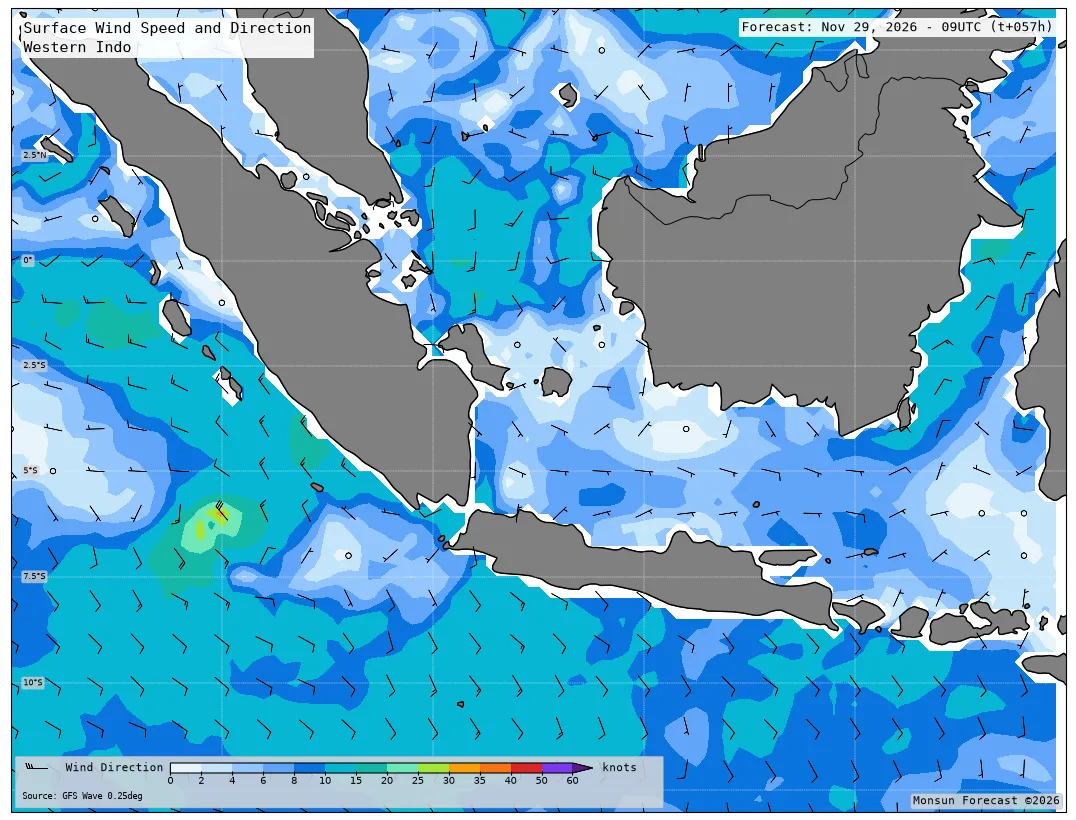 Surface Wind Speed and Direction
Western Indo
Forecast: Nov 29, 2026 - 09UTC (t+057h)
2.5°N
0°
2.5°S
5°S
7.5°S
10°S
Wind Direction
0 2 4 6 8 10 15 20 25 30 35 40 50 60
knots
Source: GFS Wave 0.25deg
Monsun Forecast ©2026